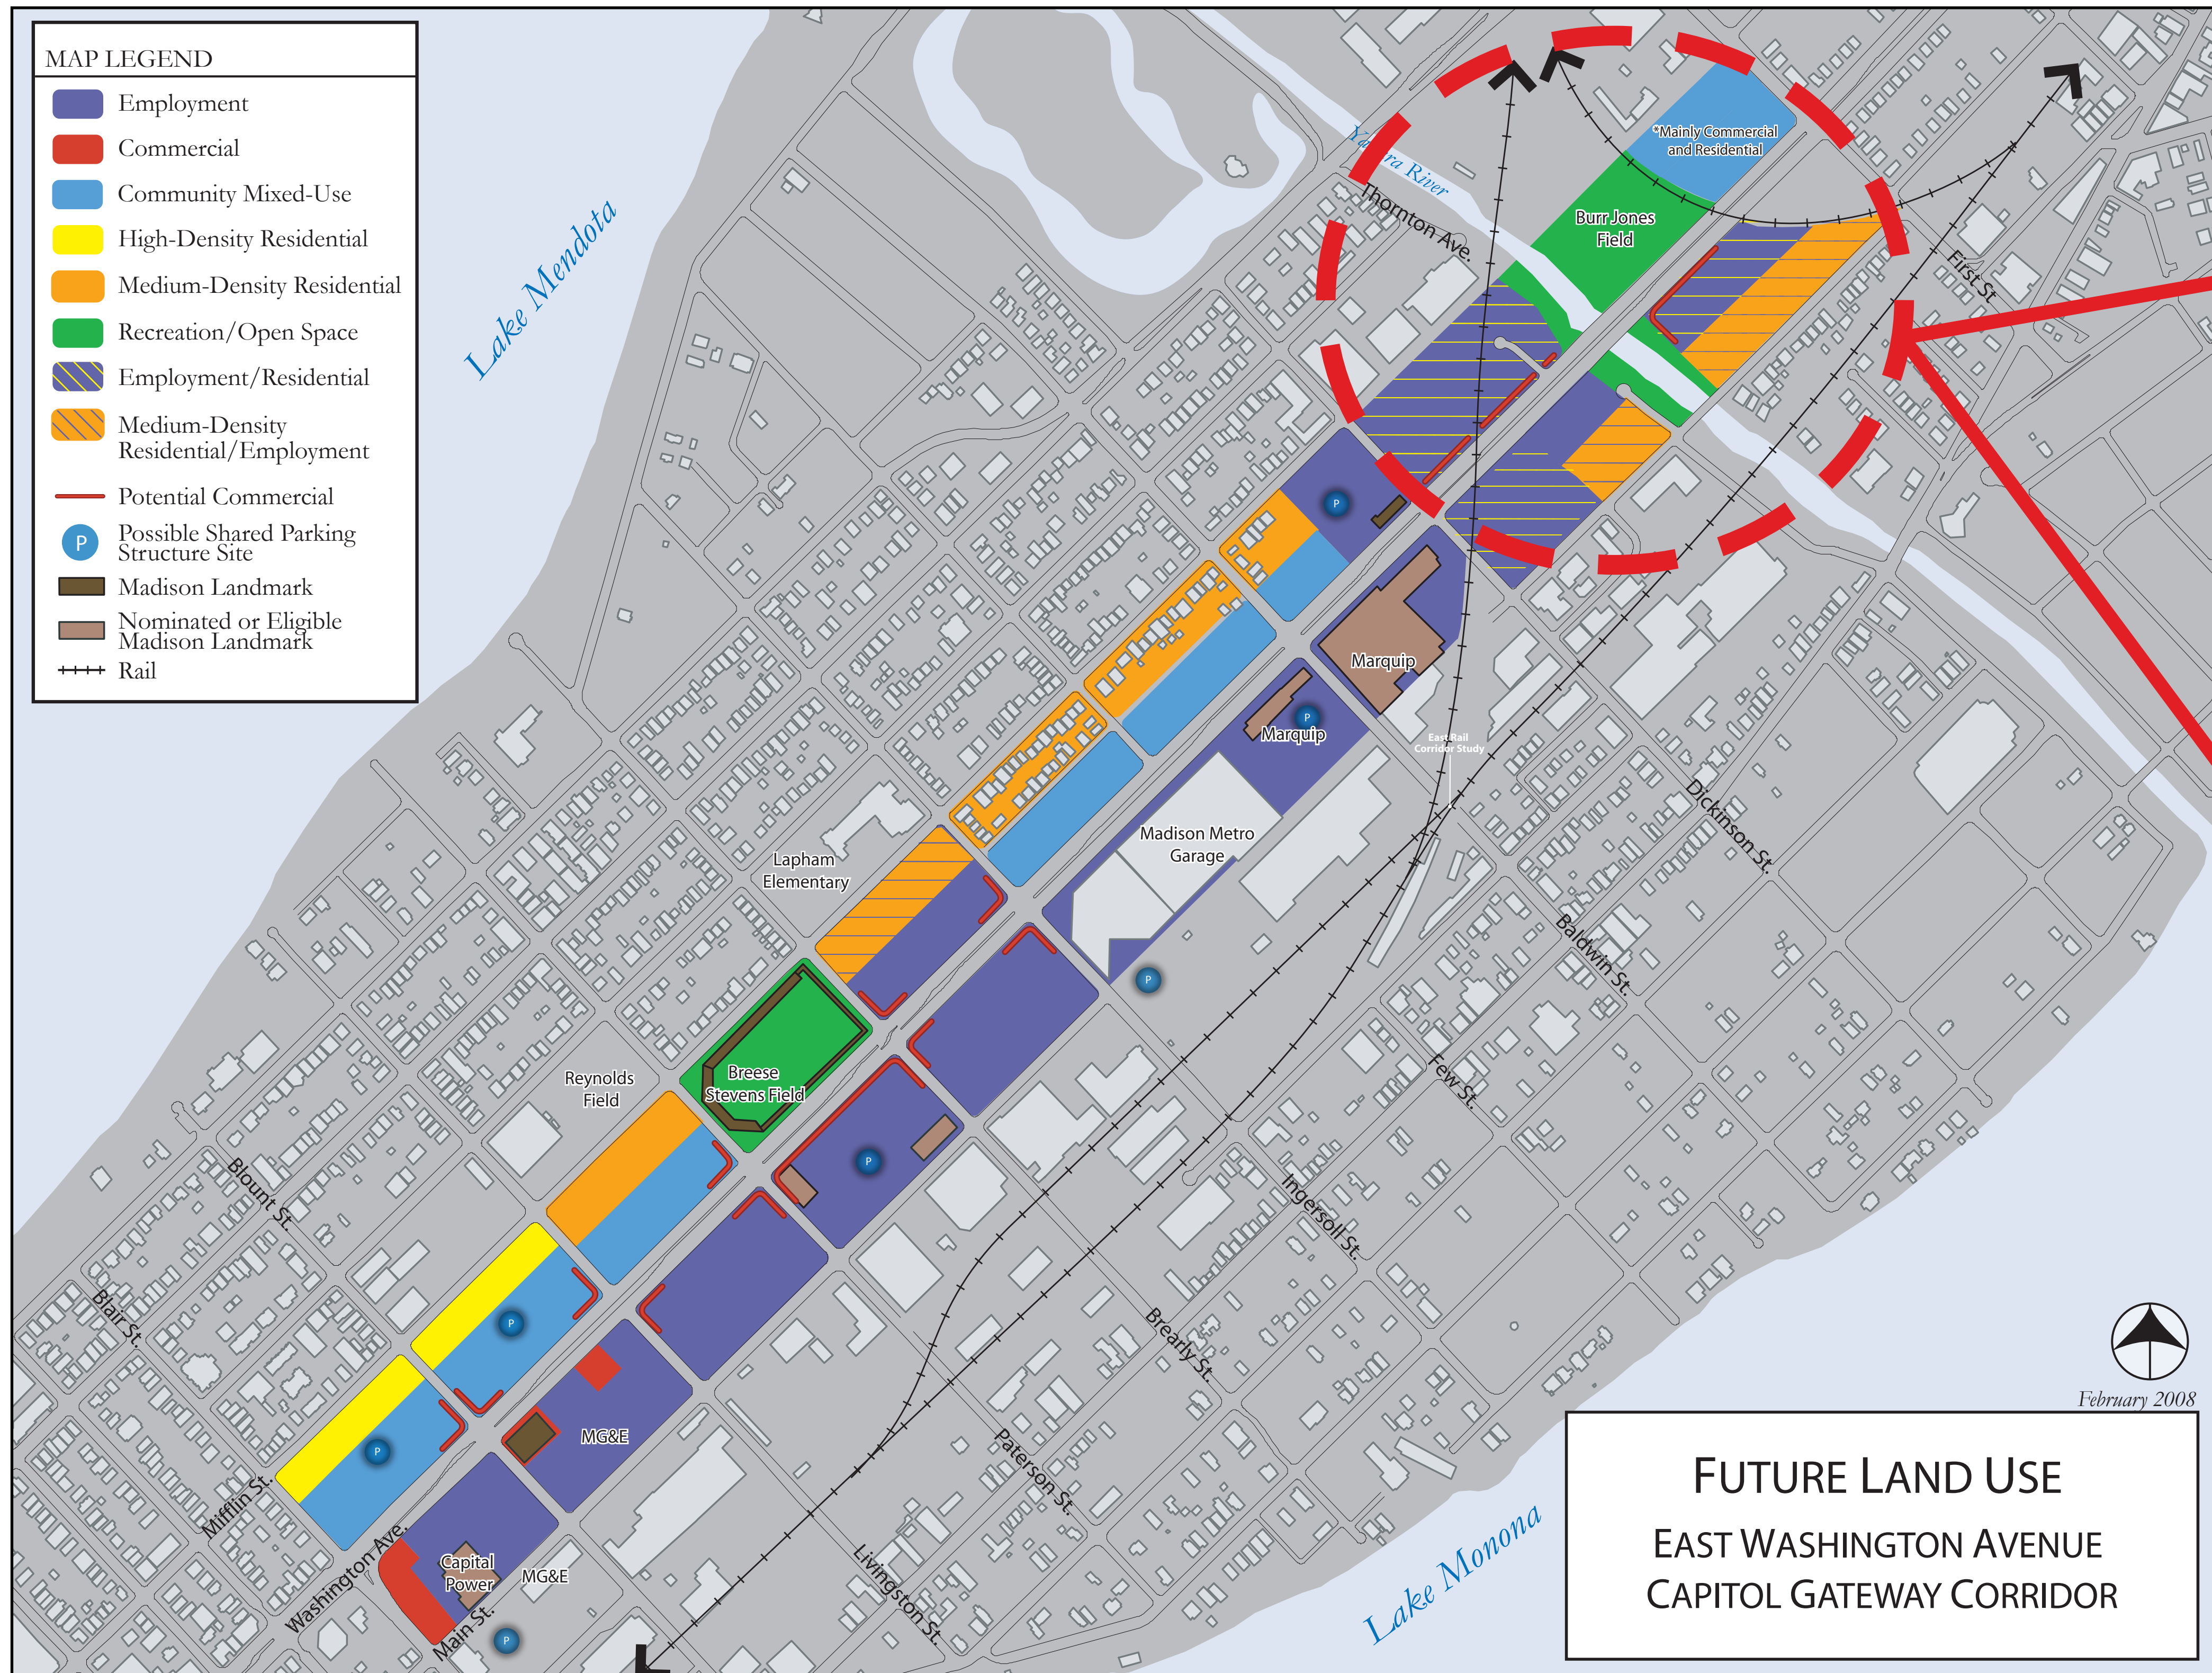 MAP LEGEND
Employment
Commercial
Community Mixed-Use
High-Density Residential
Medium-Density Residential
Recreation/Open Space
Employment/Residential
Medium-Density
Residential/Employment
Potential Commercial
P
Possible Shared Parking
Structure Site
Madison Landmark
Nominated or Eligible
Madison Landmark
Rail
Lake Mendota
Yahara River
Thornton Ave.
*Mainly Commercial
and Residential
Burr Jones
Field
First St
P
Marquip
P
Marquip
East Rail
Corridor Study
Madison Metro
Garage
Lapham
Elementary
Dickinson St.
Baldwin St.
P
Few St.
Reynolds
Field
Breese
Stevens Field
P
Ingersoll St.
Blount St.
Blair St.
P
Brearly St.
MG&E
P
Paterson St.
Mifflin St.
Washington Ave.
Capital
Power
MG&E
Main St.
P
Livingston St.
Lake Monona
February 2008
FUTURE LAND USE
EAST WASHINGTON AVENUE
CAPITOL GATEWAY CORRIDOR